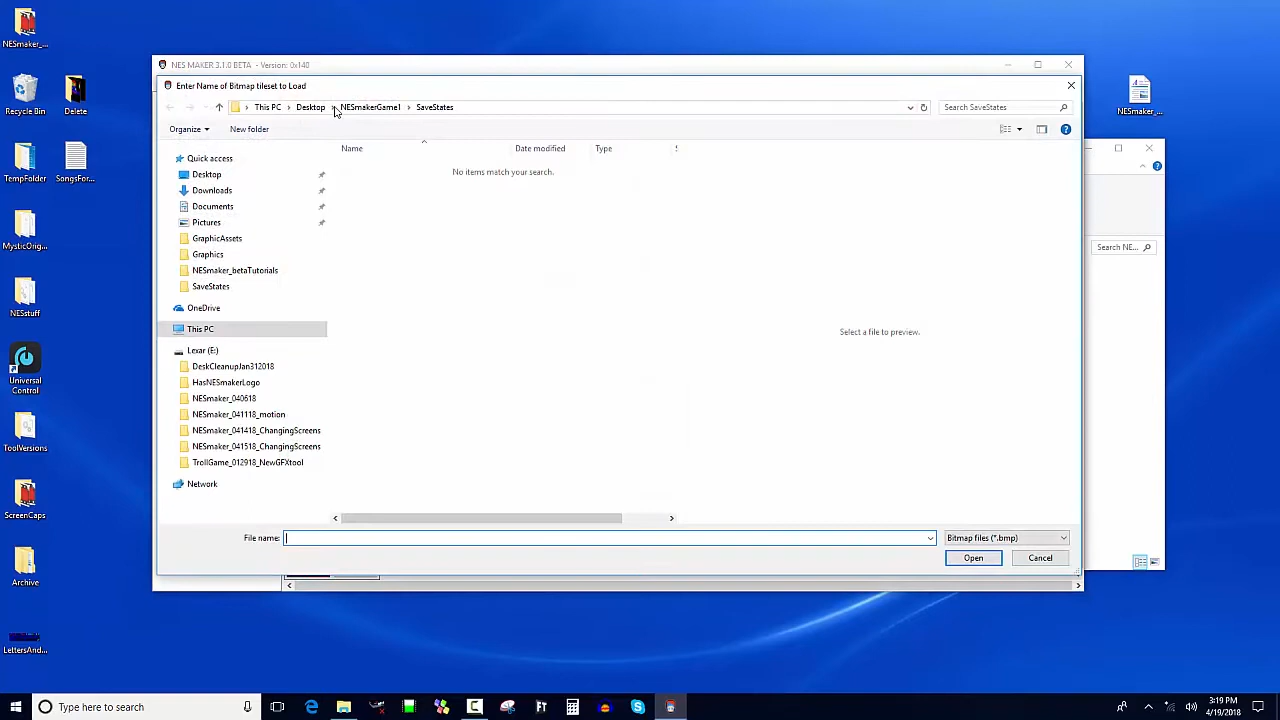 NESmaker_...
Recycle Bin
Delete
TempFolder
SongsFor...
MysticOrig...
NESstuff
Universal
Control
ToolVersions
ScreenCaps
Archive
LettersAnd...
NES MAKER 3.1.0 BETA - Version: 0x140
Enter Name of Bitmap tileset to Load
This PC
Desktop
NESmakerGame1
SaveStates
Search SaveStates
Organize
New folder
Name
Date modified
Type
S
No items match your search.
Quick access
Desktop
Downloads
Documents
Pictures
GraphicAssets
Graphics
NESmaker_betaTutorials
SaveStates
OneDrive
This PC
Lexar (E:)
DeskCleanupJan312018
HasNESmakerLogo
NESmaker_040618
NESmaker_041118_motion
NESmaker_041418_ChangingScreens
NESmaker_041518_ChangingScreens
TrollGame_012918_NewGFXtool
Network
Select a file to preview.
File name:
Bitmap files (*.bmp)
Open
Cancel
NESmaker_...
Search NE...
Type here to search
3:19 PM
4/19/2018